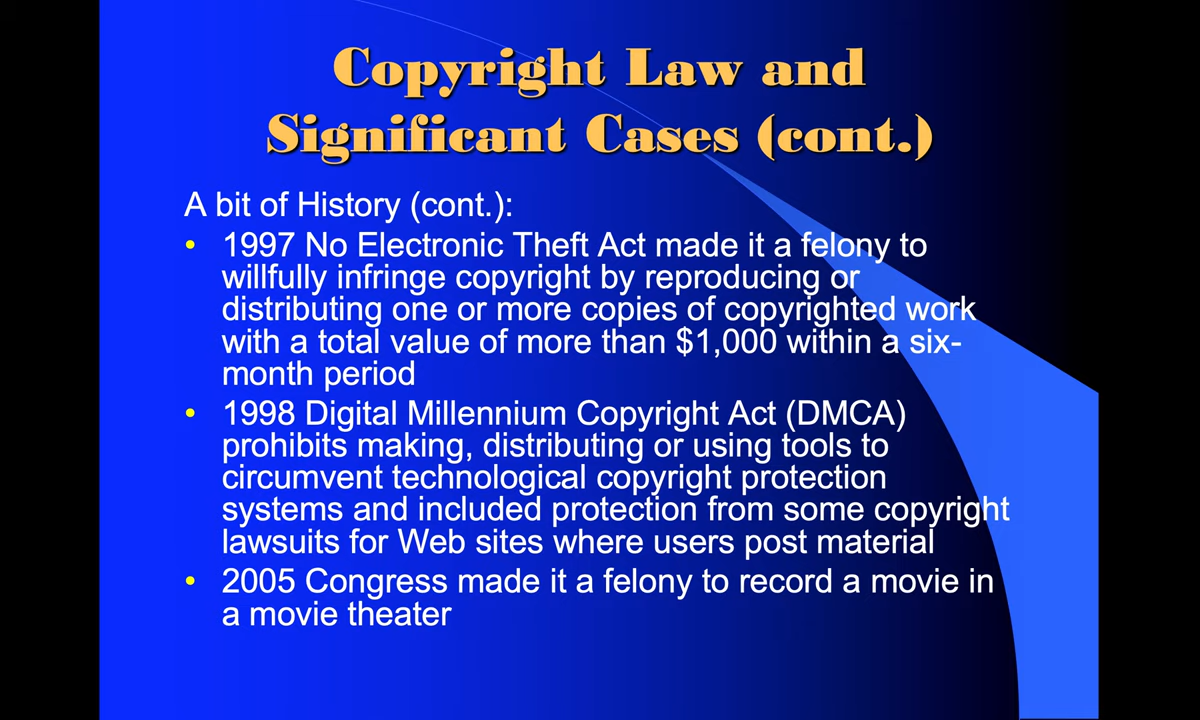 Copyright Law and
Significant Cases (cont.)
A bit of History (cont.):
• 1997 No Electronic Theft Act made it a felony to
willfully infringe copyright by reproducing or
distributing one or more copies of copyrighted work
with a total value of more than $1,000 within a six-
month period
• 1998 Digital Millennium Copyright Act (DMCA)
prohibits making, distributing or using tools to
circumvent technological copyright protection
systems and included protection from some copyright
lawsuits for Web sites where users post material
• 2005 Congress made it a felony to record a movie in
a movie theater